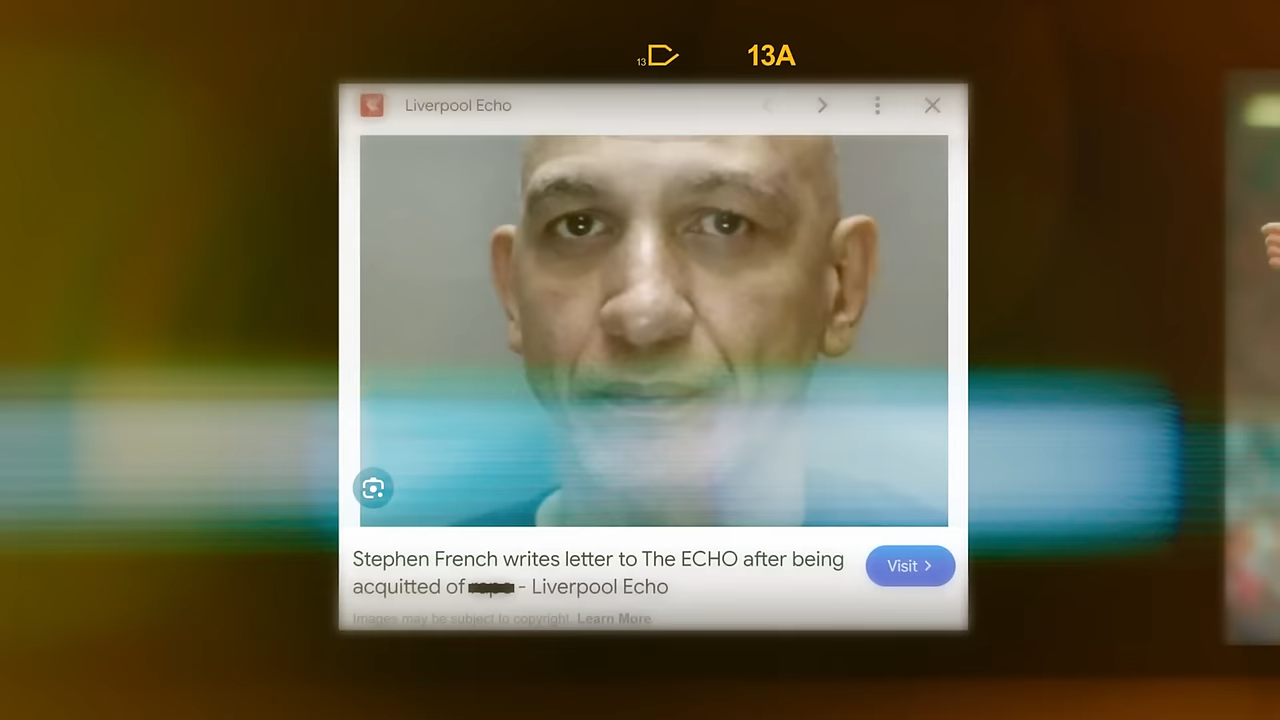 13 13A
Liverpool Echo
Stephen French writes letter to The ECHO after being
acquitted of - Liverpool Echo
Visit
Images may be subject to copyright. Learn More